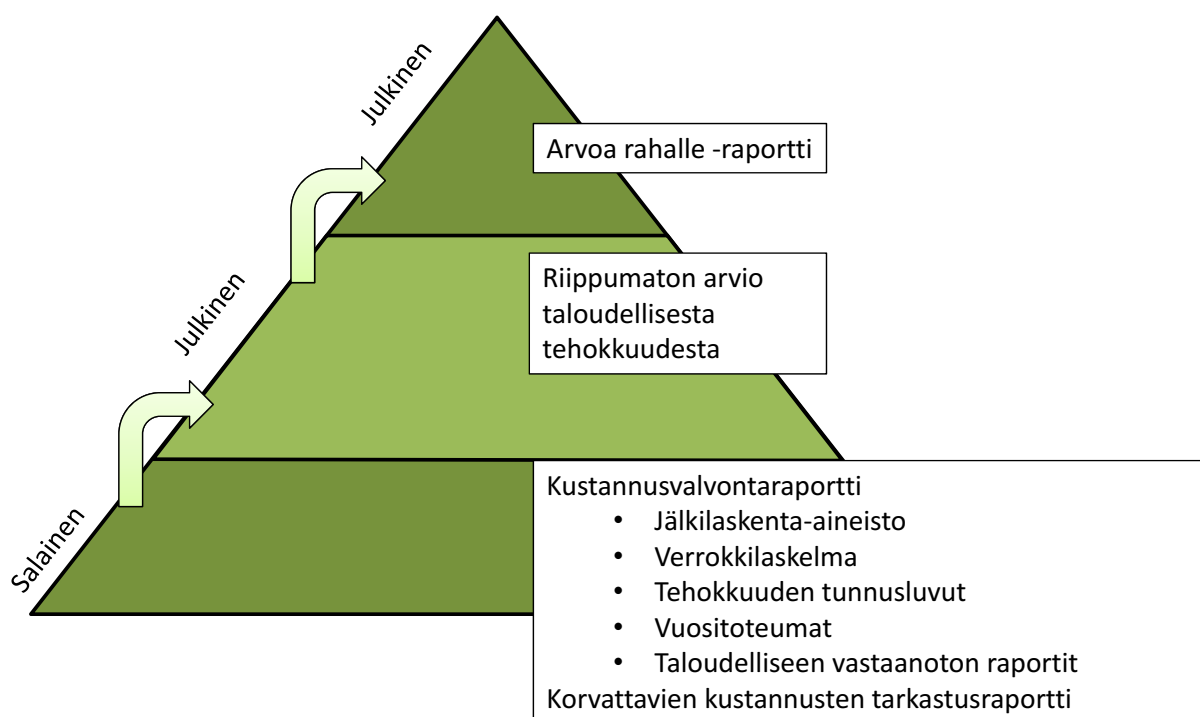 Julkinen
Arvoa rahalle -raportti
Julkinen
Riippumaton arvio
taloudellisesta
tehokkuudesta
Salainen
Kustannusvalvontaraportti
• Jälkilaskenta-aineisto
• Verrokkilaskelma
• Tehokkuuden tunnusluvut
• Vuositoteumat
• Taloudelliseen vastaanoton raportit
Korvattavien kustannusten tarkastusraportti